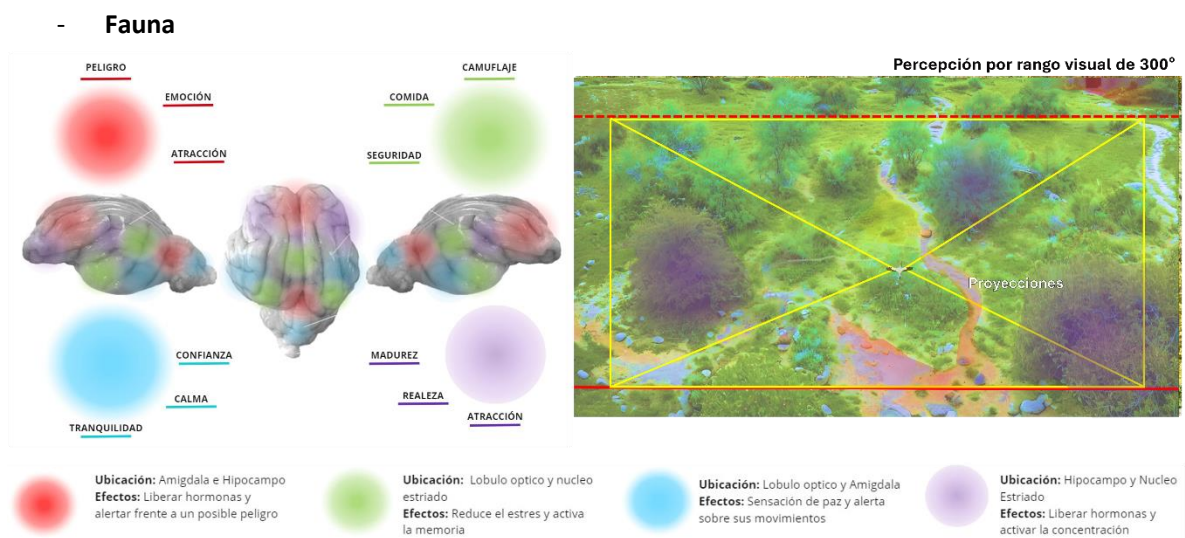 - Fauna
PELIGRO
EMOCIÓN
ATRACCIÓN
CAMUFLAJE
COMIDA
SEGURIDAD
CONFIANZA
CALMA
TRANQUILIDAD
MADUREZ
REALEZA
ATRACCIÓN
Percepción por rango visual de 300°
Proyecciones
Ubicación: Amigdala e Hipocampo
Efectos: Liberar hormonas y
alertar frente a un posible peligro
Ubicación: Lobulo optico y nucleo
estriado
Efectos: Reduce el estres y activa
la memoria
Ubicación: Lobulo optico y Amigdala
Efectos: Sensación de paz y alerta
sobre sus movimientos
Ubicación: Hipocampo y Nucleo
Estriado
Efectos: Liberar hormonas y
activar la concentración